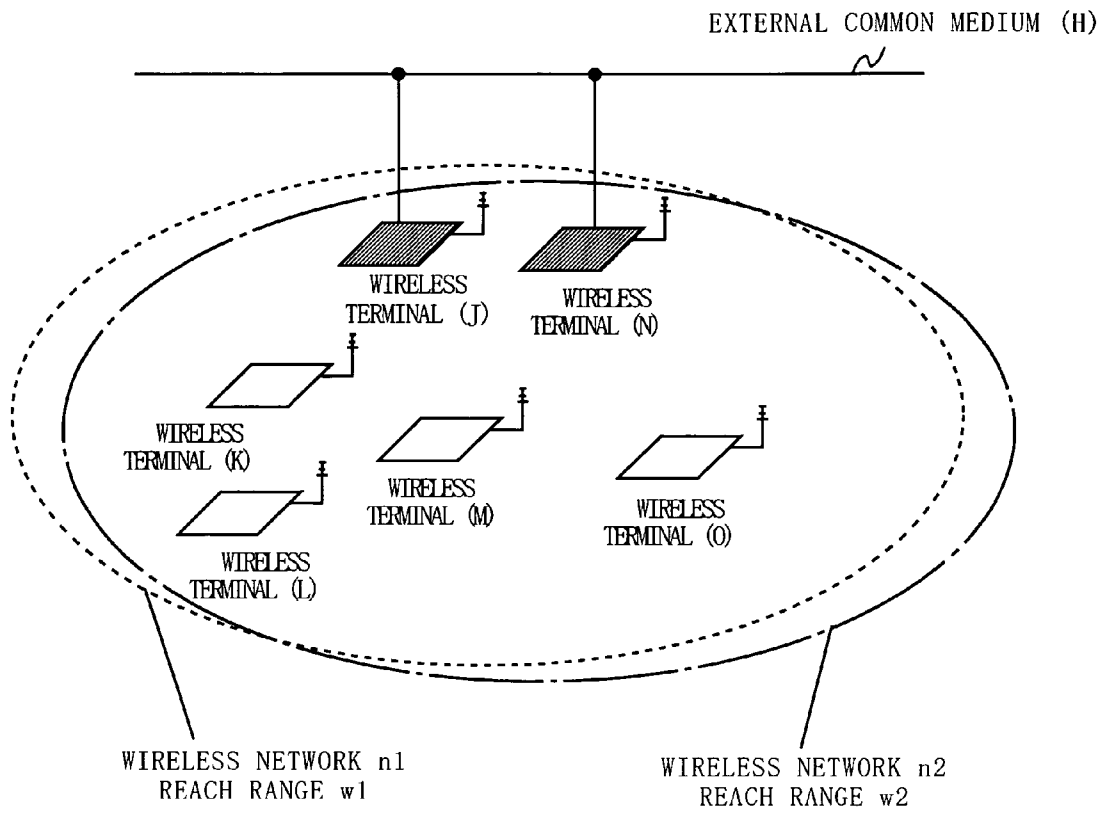 EXTERNAL COMMON MEDIUM (H)
WIRELESS
TERMINAL (J)
WIRELESS
TERMINAL (N)
WIRELESS
TERMINAL (K)
WIRELESS
TERMINAL (M)
WIRELESS
TERMINAL (O)
WIRELESS
TERMINAL (L)
WIRELESS NETWORK n1
REACH RANGE w1
WIRELESS NETWORK n2
REACH RANGE w2